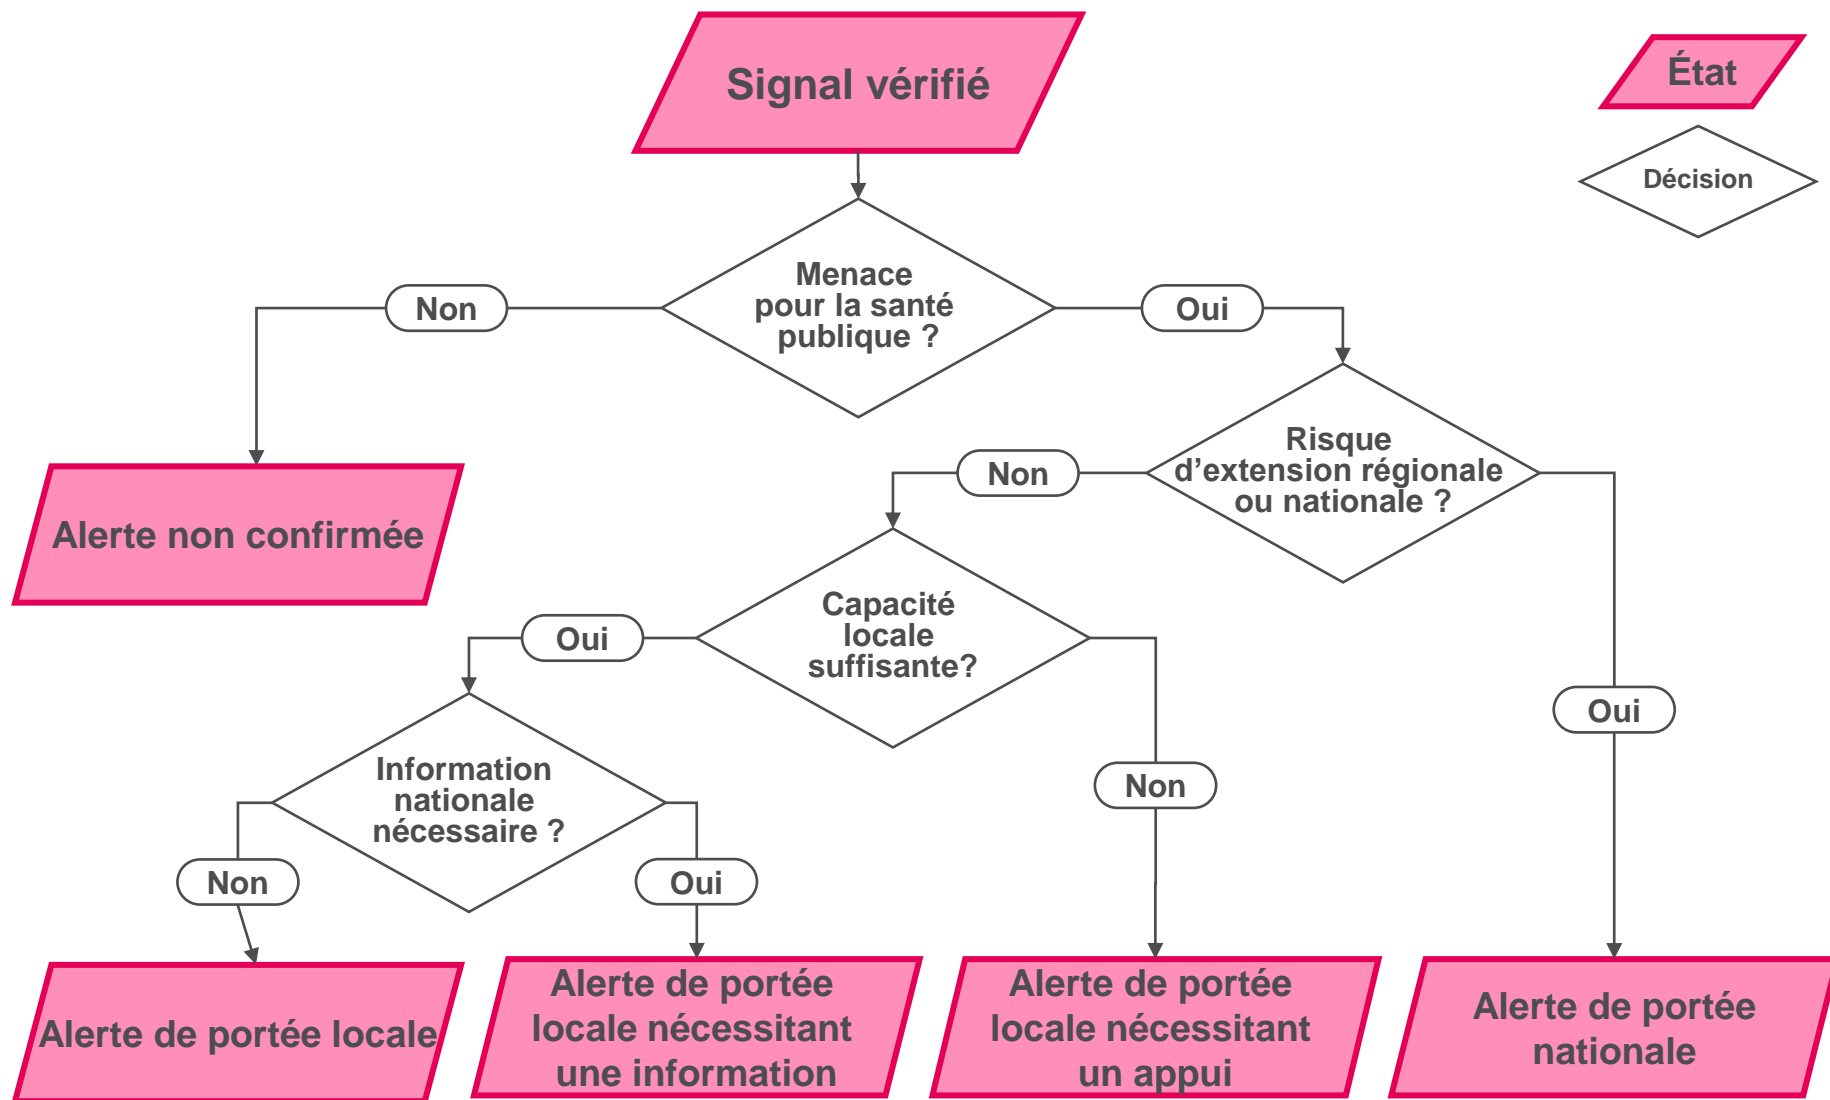 Signal vérifié
État
Décision
Menace
pour la santé
publique ?
Non
Oui
Risque
d’extension régionale
ou nationale ?
Non
Alerte non confirmée
Capacité
locale
suffisante?
Oui
Oui
Information
nationale
nécessaire ?
Non
Non
Oui
Alerte de portée locale
Alerte de portée
locale nécessitant
une information
Alerte de portée
locale nécessitant
un appui
Alerte de portée
nationale